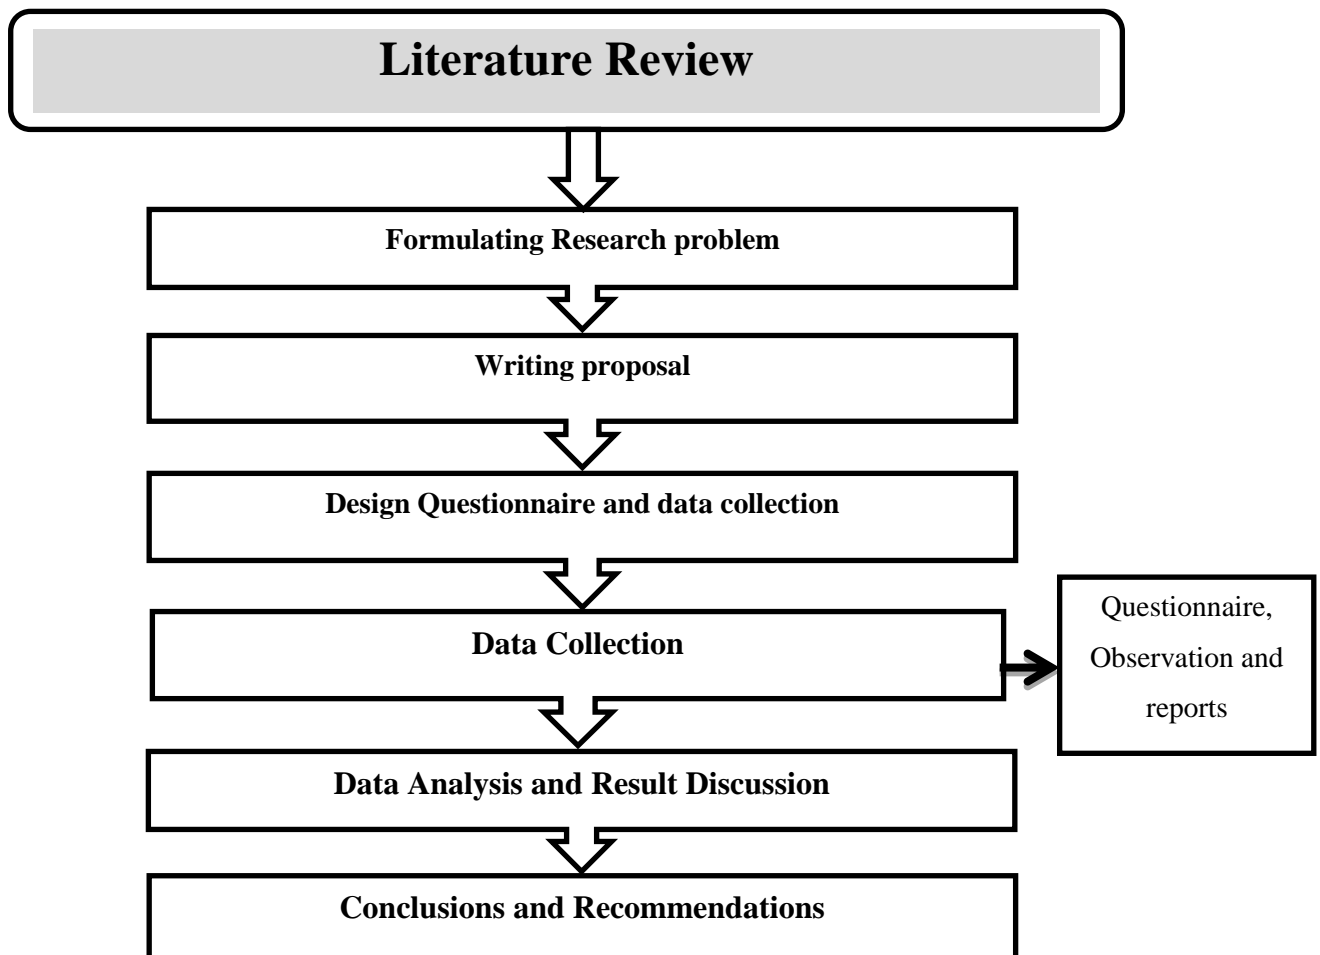 Literature Review
Formulating Research problem
Writing proposal
Design Questionnaire and data collection
Data Collection
Questionnaire,
Observation and
reports
Data Analysis and Result Discussion
Conclusions and Recommendations